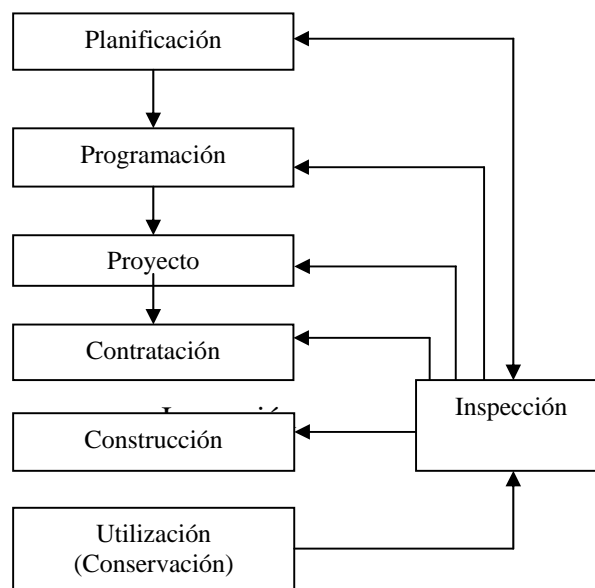 Planificación
Programación
Proyecto
Contratación
Inspección
Construcción
Utilización
(Conservación)